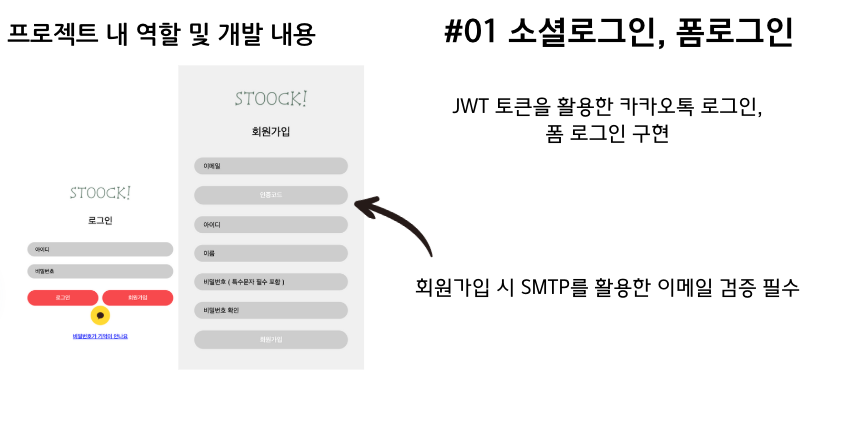 프로젝트 내 역할 및 개발 내용
#01 소셜로그인, 폼로그인
JWT 토큰을 활용한 카카오톡 로그인,
폼 로그인 구현
STOOCK!
로그인
아이디
비밀번호
로그인 회원가입
비밀번호가 기억이 안나요
STOOCK!
회원가입
이메일
인증코드
아이디
이름
비밀번호 ( 특수문자 필수 포함 )
비밀번호 확인
회원가입
회원가입 시 SMTP를 활용한 이메일 검증 필수